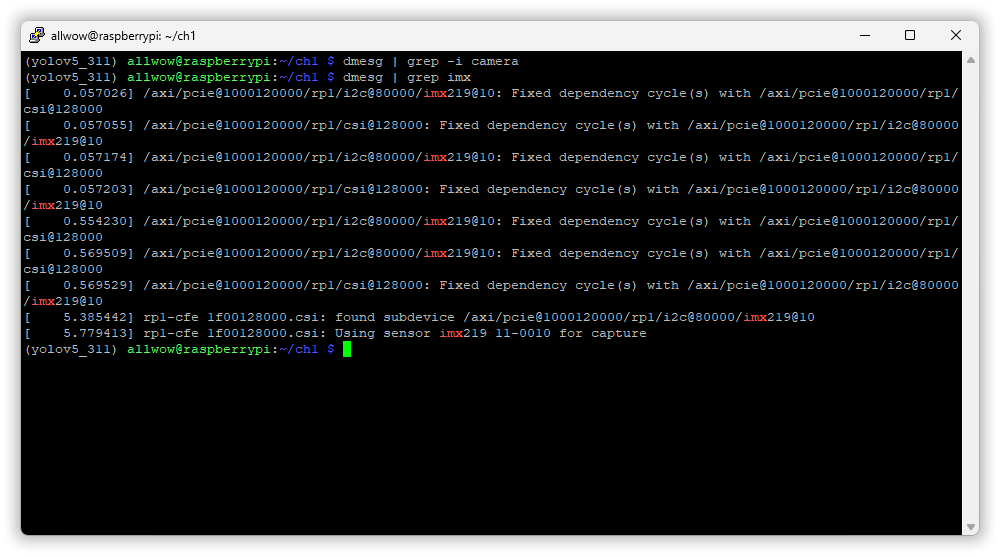 allwow@raspberrypi: ~/ch1
(yolov5_311) allwow@raspberrypi:~/ch1 $ dmesg | grep -i camera
(yolov5_311) allwow@raspberrypi:~/ch1 $ dmesg | grep imx
[    0.057026] /axi/pcie@1000120000/rp1/i2c@80000/imx219@10: Fixed dependency cycle(s) with /axi/pcie@1000120000/rp1/
csi@128000
[    0.057055] /axi/pcie@1000120000/rp1/csi@128000: Fixed dependency cycle(s) with /axi/pcie@1000120000/rp1/i2c@80000
/imx219@10
[    0.057174] /axi/pcie@1000120000/rp1/i2c@80000/imx219@10: Fixed dependency cycle(s) with /axi/pcie@1000120000/rp1/
csi@128000
[    0.057203] /axi/pcie@1000120000/rp1/csi@128000: Fixed dependency cycle(s) with /axi/pcie@1000120000/rp1/i2c@80000
/imx219@10
[    0.554230] /axi/pcie@1000120000/rp1/i2c@80000/imx219@10: Fixed dependency cycle(s) with /axi/pcie@1000120000/rp1/
csi@128000
[    0.569509] /axi/pcie@1000120000/rp1/i2c@80000/imx219@10: Fixed dependency cycle(s) with /axi/pcie@1000120000/rp1/
csi@128000
[    0.569529] /axi/pcie@1000120000/rp1/csi@128000: Fixed dependency cycle(s) with /axi/pcie@1000120000/rp1/i2c@80000
/imx219@10
[    5.385442] rp1-cfe 1f00128000.csi: found subdevice /axi/pcie@1000120000/rp1/i2c@80000/imx219@10
[    5.779413] rp1-cfe 1f00128000.csi: Using sensor imx219 11-0010 for capture
(yolov5_311) allwow@raspberrypi:~/ch1 $